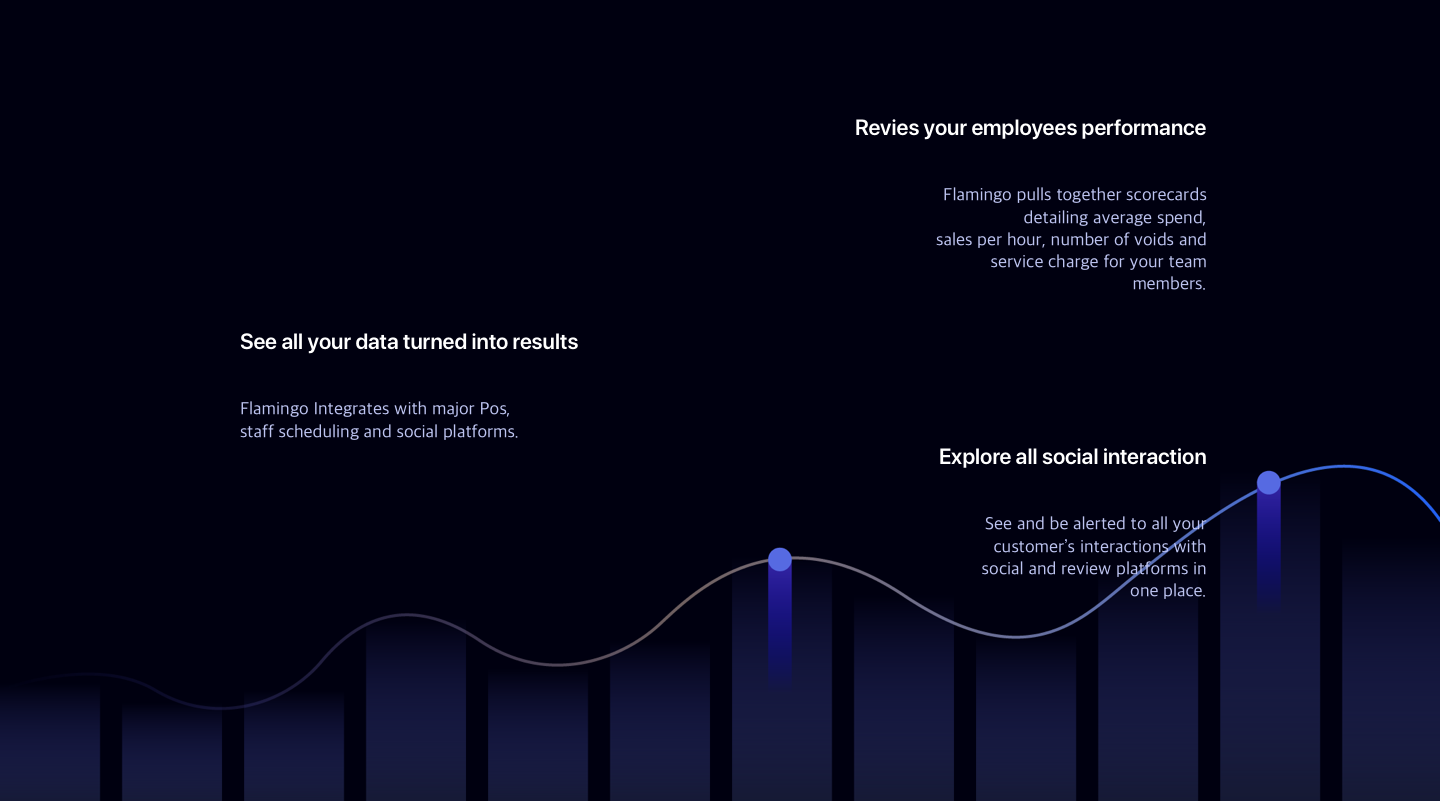 Revies your employees performance
Flamingo pulls together scorecards
detailing average spend,
sales per hour, number of voids and
service charge for your team
members.
See all your data turned into results
Flamingo Integrates with major Pos,
staff scheduling and social platforms.
Explore all social interaction
See and be alerted to all your
customer's interactions with
social and review platforms in
one place.